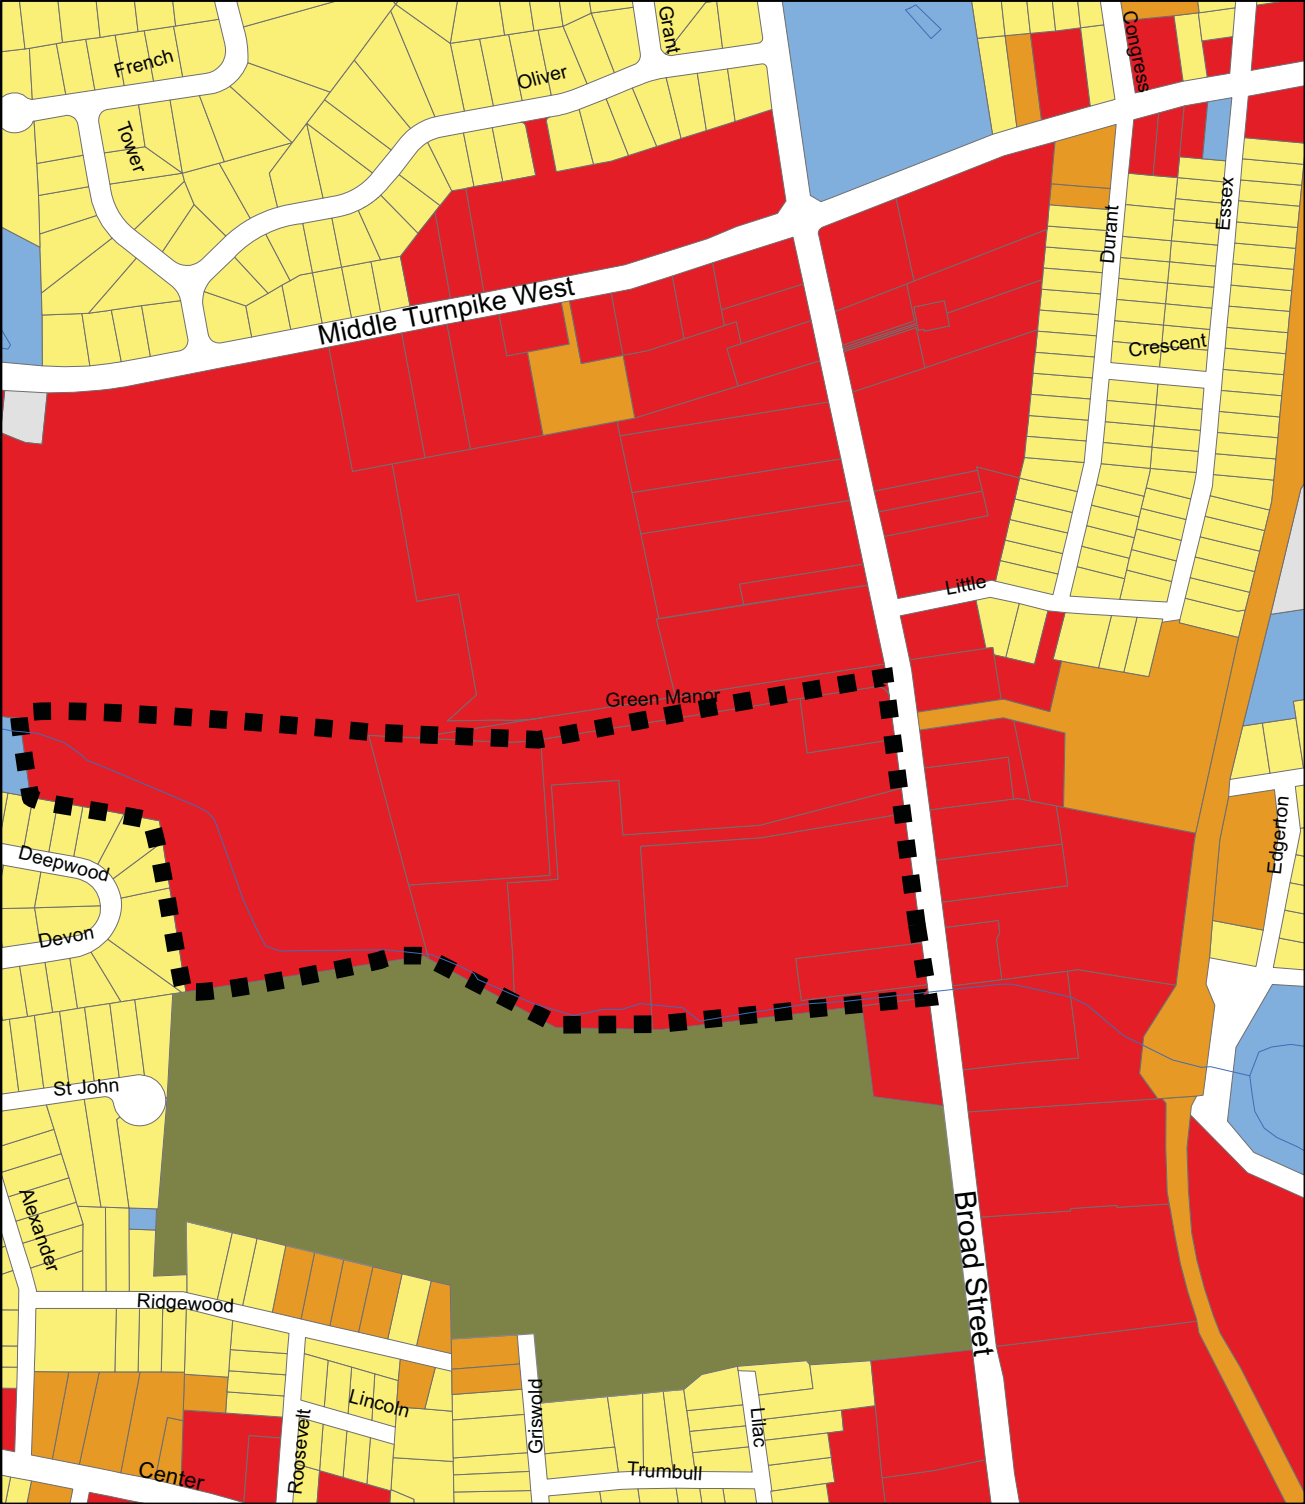 French
Tower
Oliver
Grant
Congress
Durant
Essex
Middle Turnpike West
Crescent
Little
Green Manor
Deepwood
Devon
Edgerton
St John
Alexander
Broad Street
Ridgewood
Lincoln
Griswold
Lilac
Roosevelt
Center
Trumbull